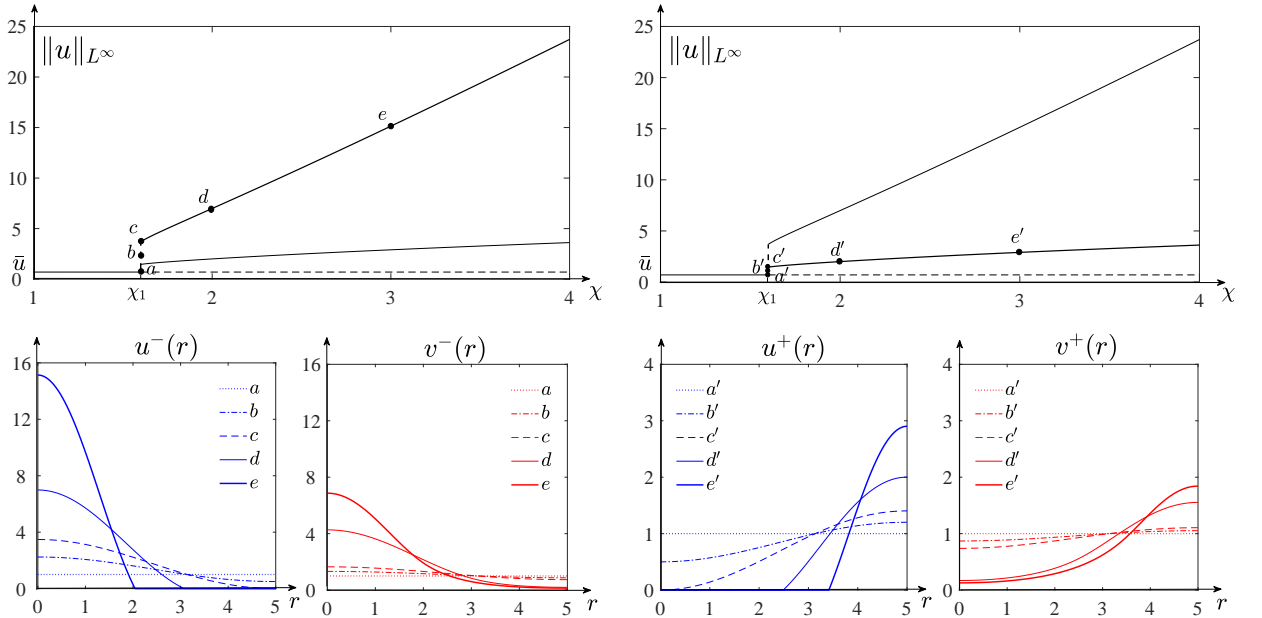 25
20
15
10
5
0
‖u‖L∞
ū
a
b
c
d
e
1
χ1
2
3
4
χ
25
20
15
10
5
0
‖u‖L∞
ū
a′
b′
c′
d′
e′
1
χ1
2
3
4
χ
u−(r)
16
12
8
4
0
a
b
c
d
e
0 1 2 3 4 5 r
v−(r)
16
12
8
4
0
a
b
c
d
e
0 1 2 3 4 5 r
u+(r)
4
3
2
1
0
a′
b′
c′
d′
e′
0 1 2 3 4 5 r
v+(r)
4
3
2
1
0
a′
b′
c′
d′
e′
0 1 2 3 4 5 r